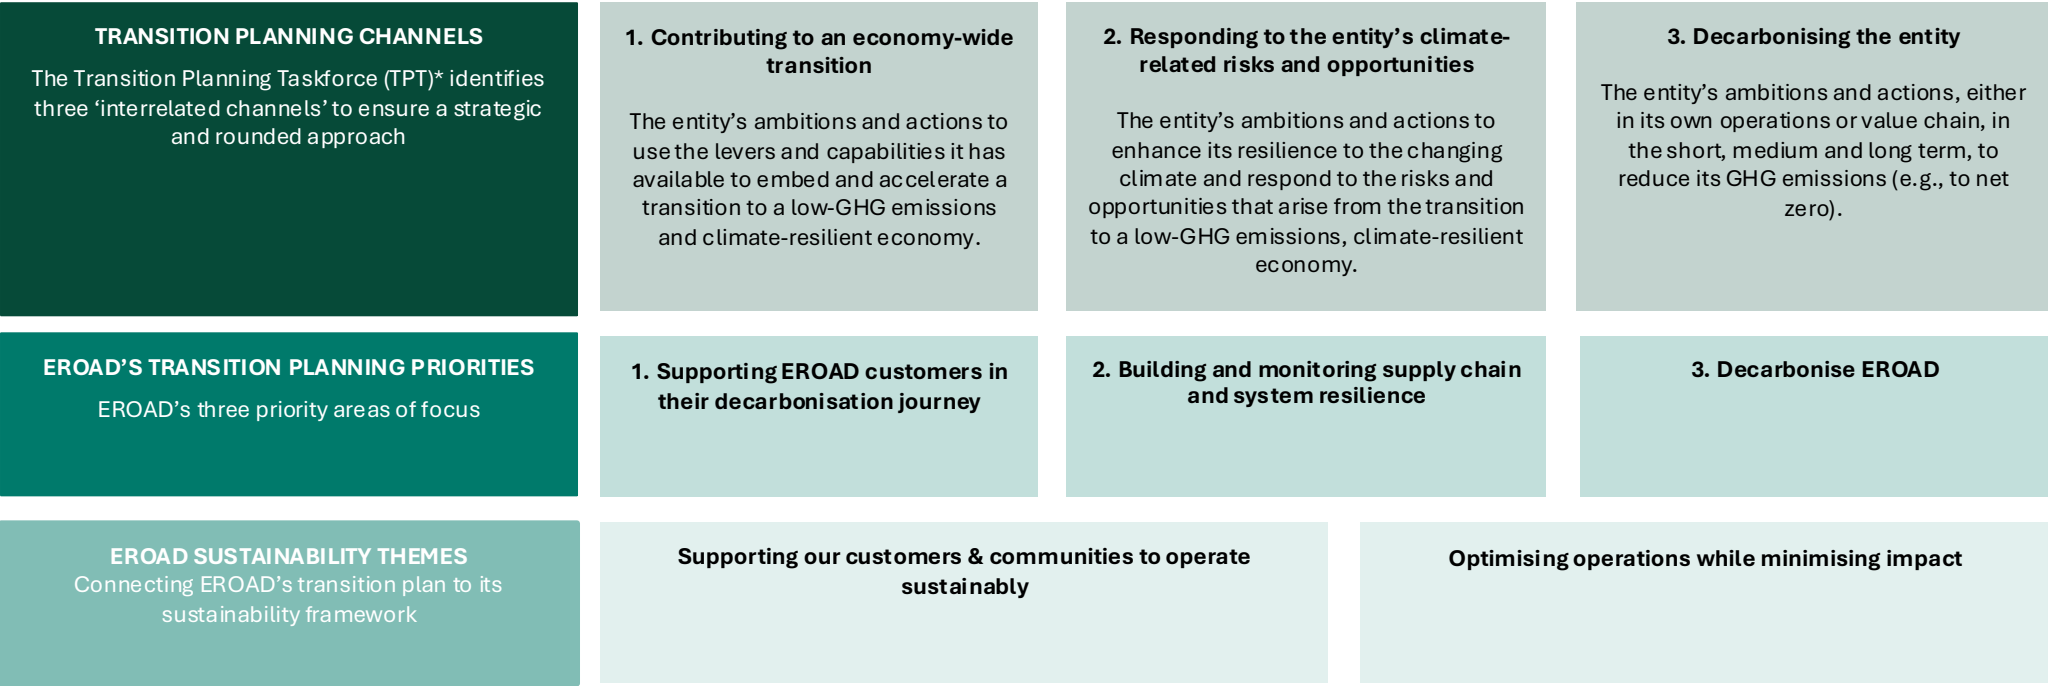 TRANSITION PLANNING CHANNELS
The Transition Planning Taskforce (TPT)* identifies
three ‘interrelated channels’ to ensure a strategic
and rounded approach
1. Contributing to an economy-wide
transition
The entity’s ambitions and actions to
use the levers and capabilities it has
available to embed and accelerate a
transition to a low-GHG emissions
and climate-resilient economy.
2. Responding to the entity’s climate-
related risks and opportunities
The entity’s ambitions and actions to
enhance its resilience to the changing
climate and respond to the risks and
opportunities that arise from the transition
to a low-GHG emissions, climate-resilient
economy.
3. Decarbonising the entity
The entity’s ambitions and actions, either
in its own operations or value chain, in
the short, medium and long term, to
reduce its GHG emissions (e.g., to net
zero).
EROAD’S TRANSITION PLANNING PRIORITIES
EROAD’s three priority areas of focus
1. Supporting EROAD customers in
their decarbonisation journey
2. Building and monitoring supply chain
and system resilience
3. Decarbonise EROAD
EROAD SUSTAINABILITY THEMES
Connecting EROAD’s transition plan to its
sustainability framework
Supporting our customers & communities to operate
sustainably
Optimising operations while minimising impact